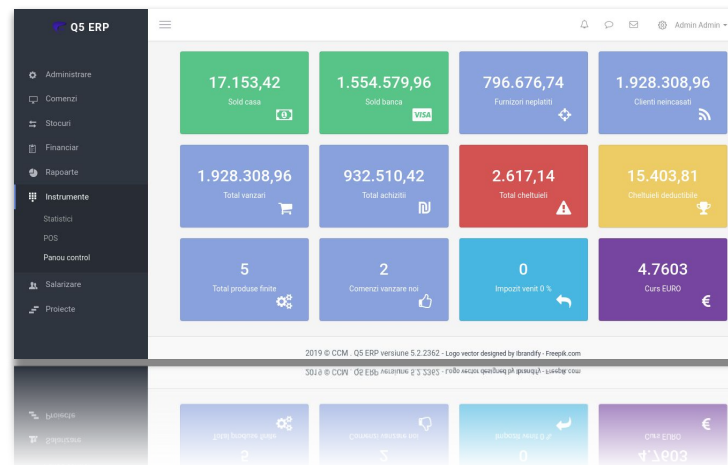 Q5 ERP
Admin Admin
Administrare
Comenzi
Stocuri
Financiar
Rapoarte
Instrumente
Statistici
POS
Panou control
Salarizare
Proiecte
17.153,42
Sold casa
1.554.579,96
Sold banca
VISA
796.676,74
Furnizori neplatiti
1.928.308,96
Clienti neincasati
1.928.308,96
Total vanzari
932.510,42
Total achizitii
2.617,14
Total cheltuieli
15.403,81
Cheltuieli deductibile
5
Total produse finite
2
Comenzi vanzare noi
0
Impozit venit 0 %
4.7603
Curs EURO
€
2019 © CCM . Q5 ERP versiune 5.2.2362 - Logo vector designed by Ibrandify - Freepik.com